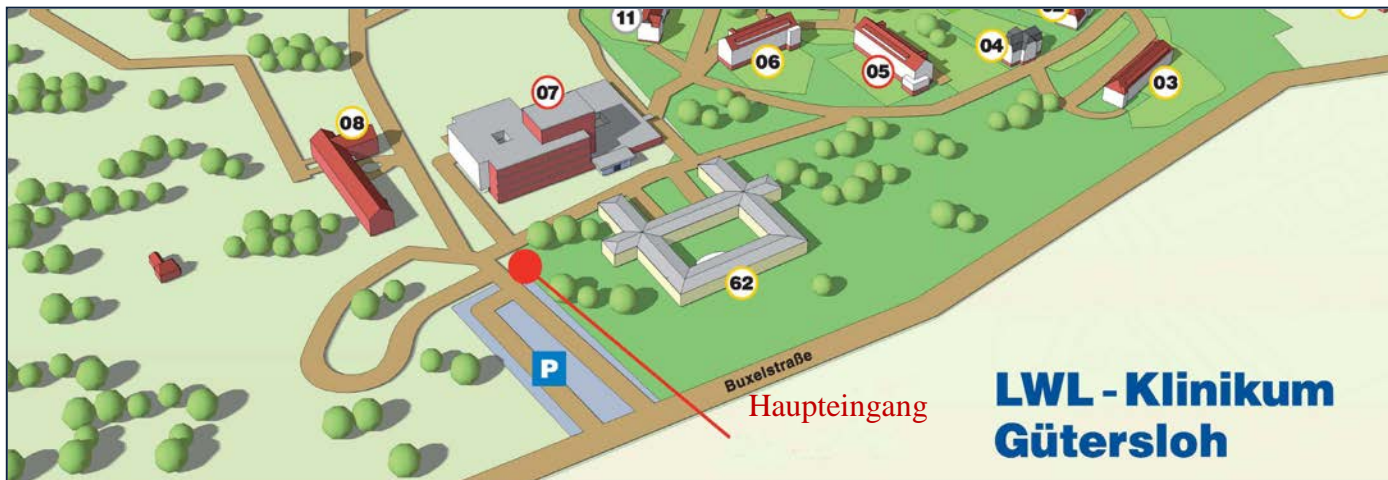 11
06
05
04
03
07
08
62
P
Buxelstraße
Haupteingang
LWL - Klinikum
Gütersloh